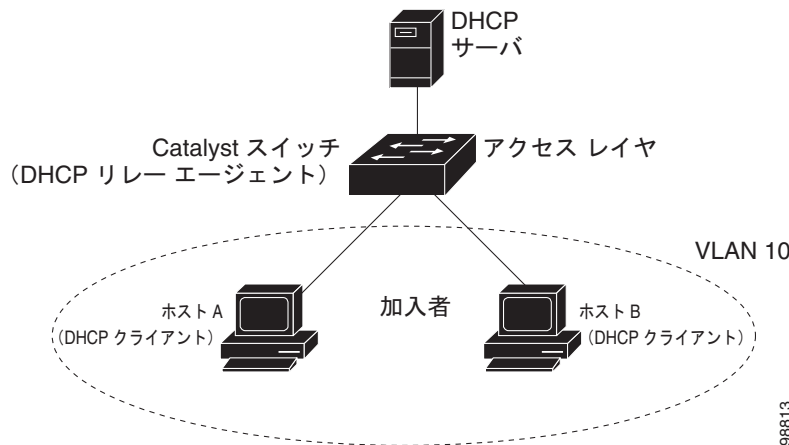 DHCP
サーバ
Catalyst スイッチ
(DHCP リレー エージェント)
アクセス レイヤ
VLAN 10
ホスト A
(DHCP クライアント)
加入者
ホスト B
(DHCP クライアント)
98813